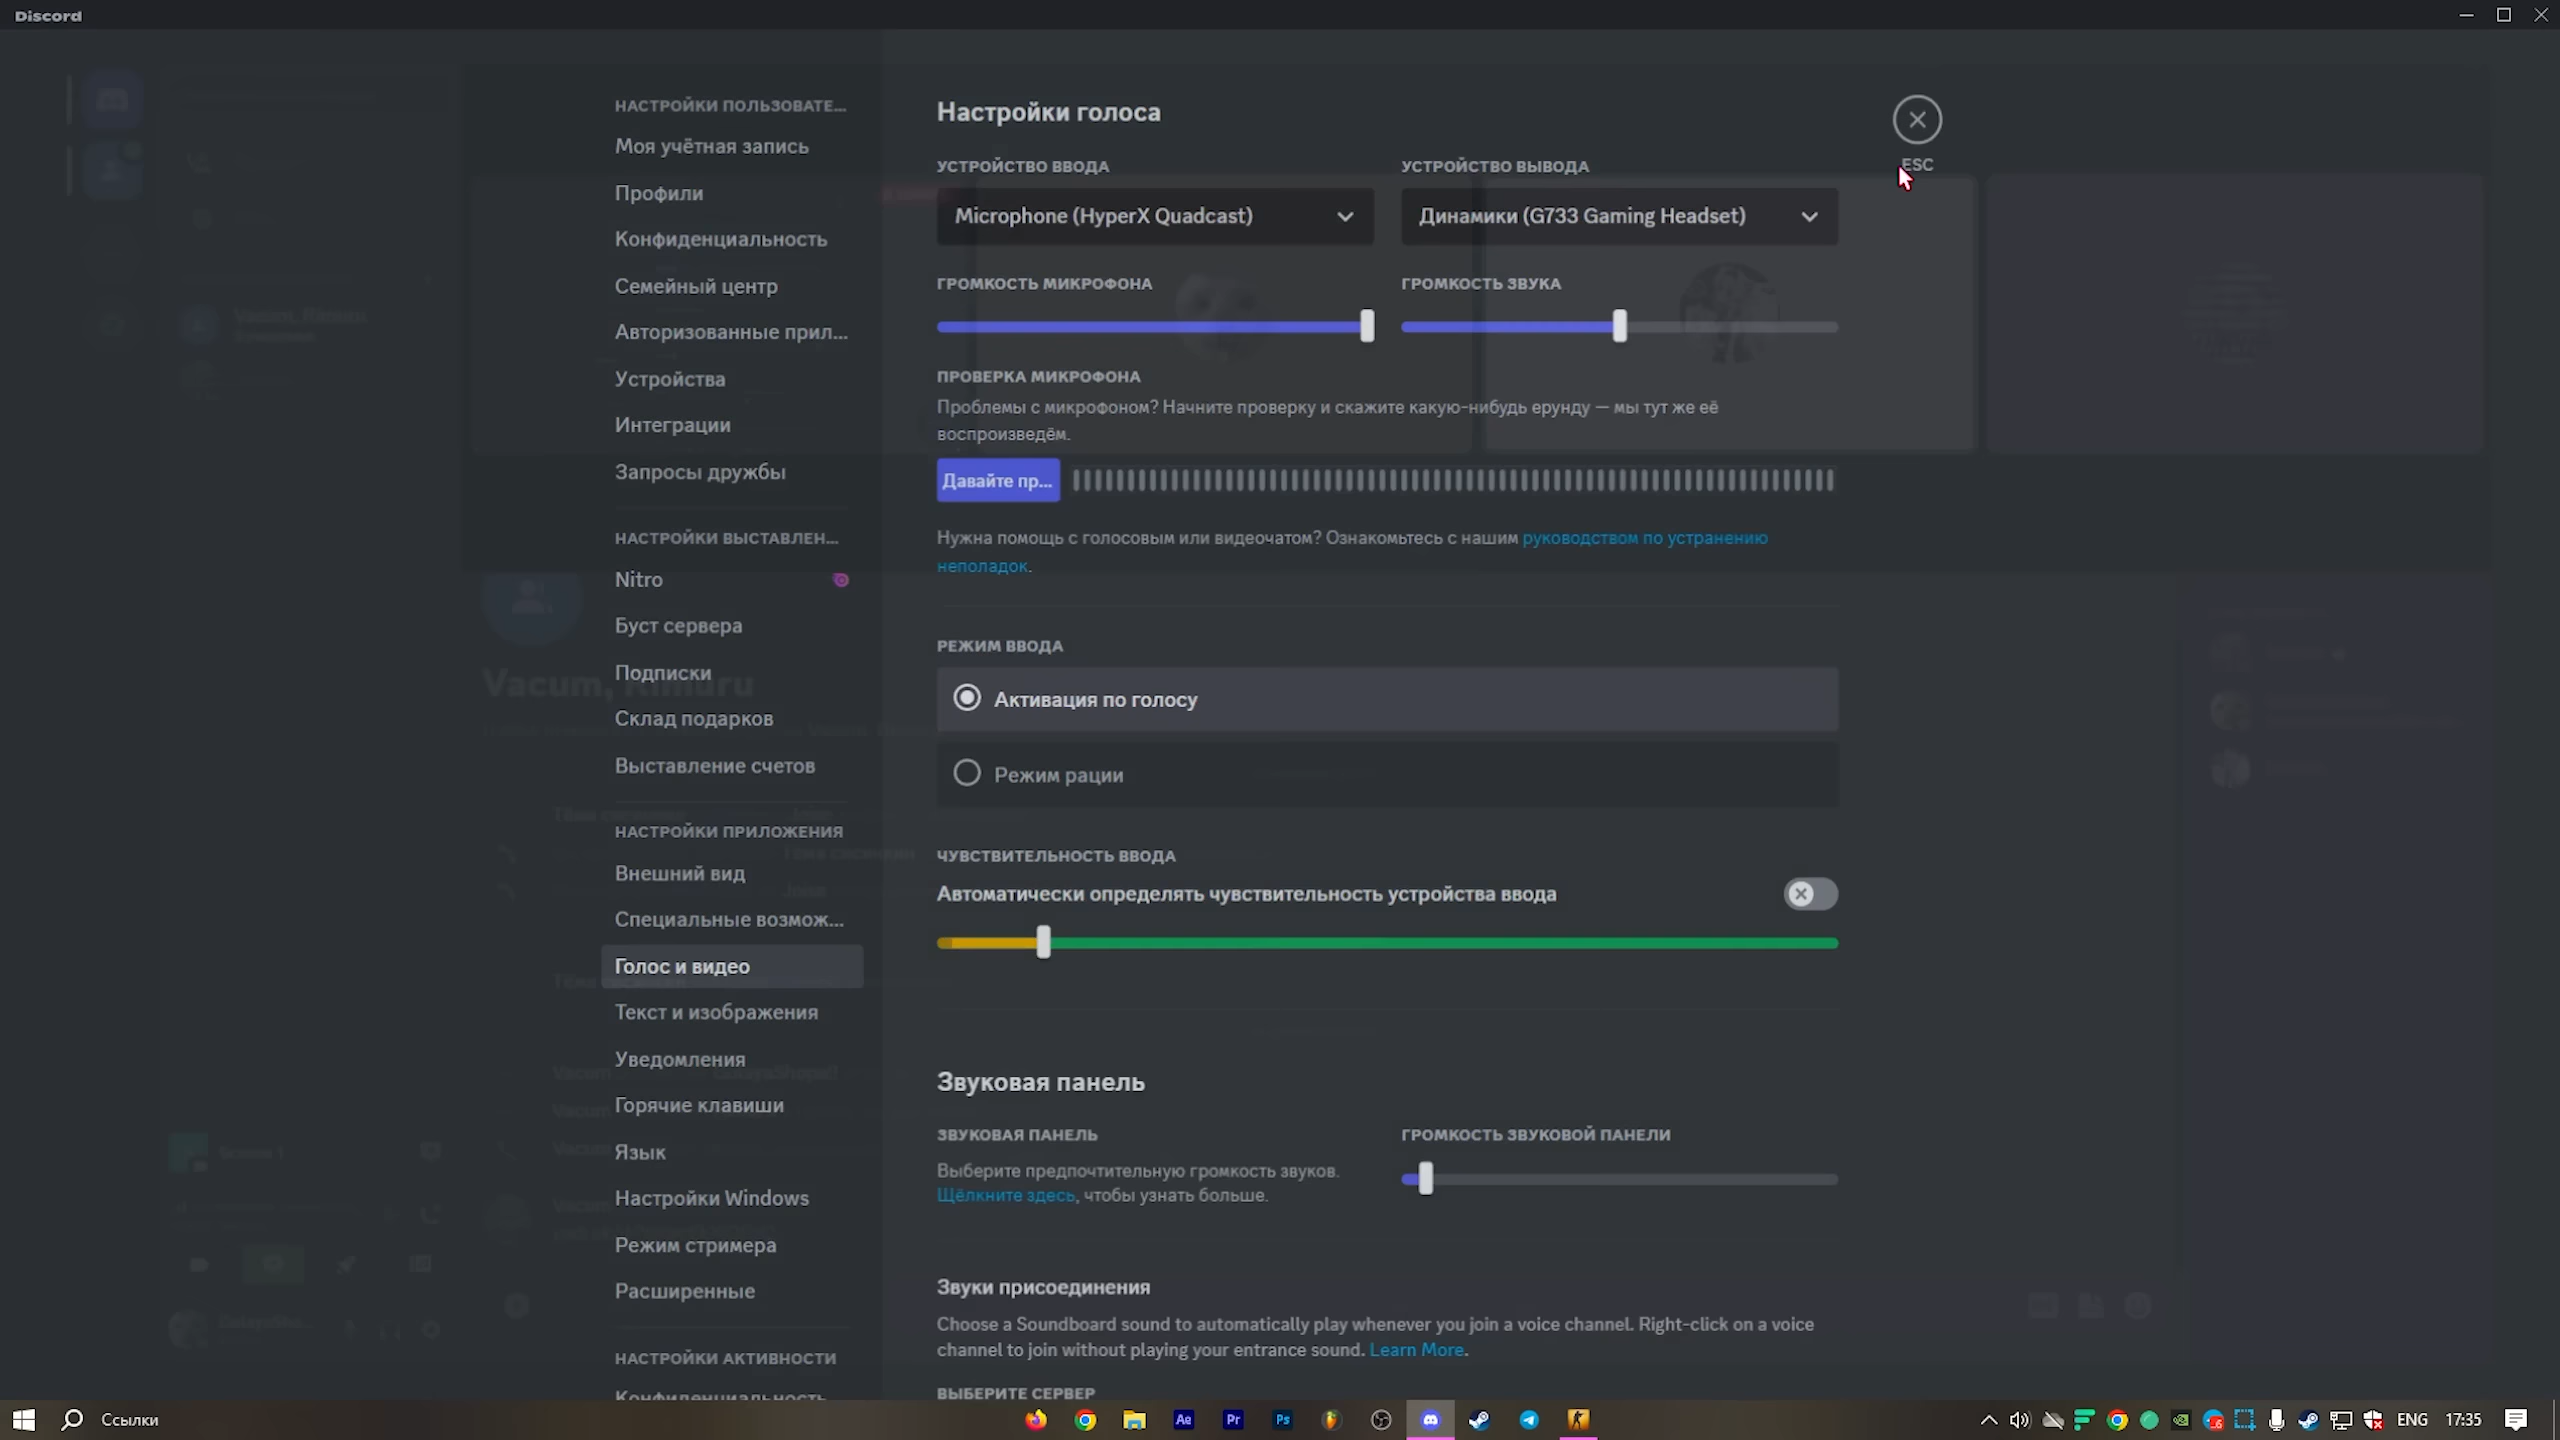 Discord
НАСТРОЙКИ ПОЛЬЗОВАТЕ...
Моя учётная запись
Профили
Конфиденциальность
Семейный центр
Авторизованные прил...
Устройства
Интеграции
Запросы дружбы
НАСТРОЙКИ ВЫСТАВЛЕН...
Nitro
Буст сервера
Подписки
Склад подарков
Выставление счетов
НАСТРОЙКИ ПРИЛОЖЕНИЯ
Внешний вид
Специальные возмож...
Голос и видео
Текст и изображения
Уведомления
Горячие клавиши
Язык
Настройки Windows
Режим стримера
Расширенные
НАСТРОЙКИ АКТИВНОСТИ
Конфиденциальность
Vacum, Rimuru
Настройки голоса
ESC
УСТРОЙСТВО ВВОДА
УСТРОЙСТВО ВЫВОДА
Microphone (HyperX Quadcast)
Динамики (G733 Gaming Headset)
ГРОМКОСТЬ МИКРОФОНА
ГРОМКОСТЬ ЗВУКА
ПРОВЕРКА МИКРОФОНА
Проблемы с микрофоном? Начните проверку и скажите какую-нибудь ерунду — мы тут же её
воспроизведём.
Давайте пр...
Нужна помощь с голосовым или видеочатом? Ознакомьтесь с нашим руководством по устранению
неполадок.
РЕЖИМ ВВОДА
Активация по голосу
Режим рации
ЧУВСТВИТЕЛЬНОСТЬ ВВОДА
Автоматически определять чувствительность устройства ввода
Звуковая панель
ЗВУКОВАЯ ПАНЕЛЬ
ГРОМКОСТЬ ЗВУКОВОЙ ПАНЕЛИ
Выберите предпочтительную громкость звуков.
Щёлкните здесь, чтобы узнать больше.
Звуки присоединения
Choose a Soundboard sound to automatically play whenever you join a voice channel. Right-click on a voice
channel to join without playing your entrance sound. Learn More.
ВЫБЕРИТЕ СЕРВЕР
Ссылки
Ae
Pr
Ps
ENG
17:35